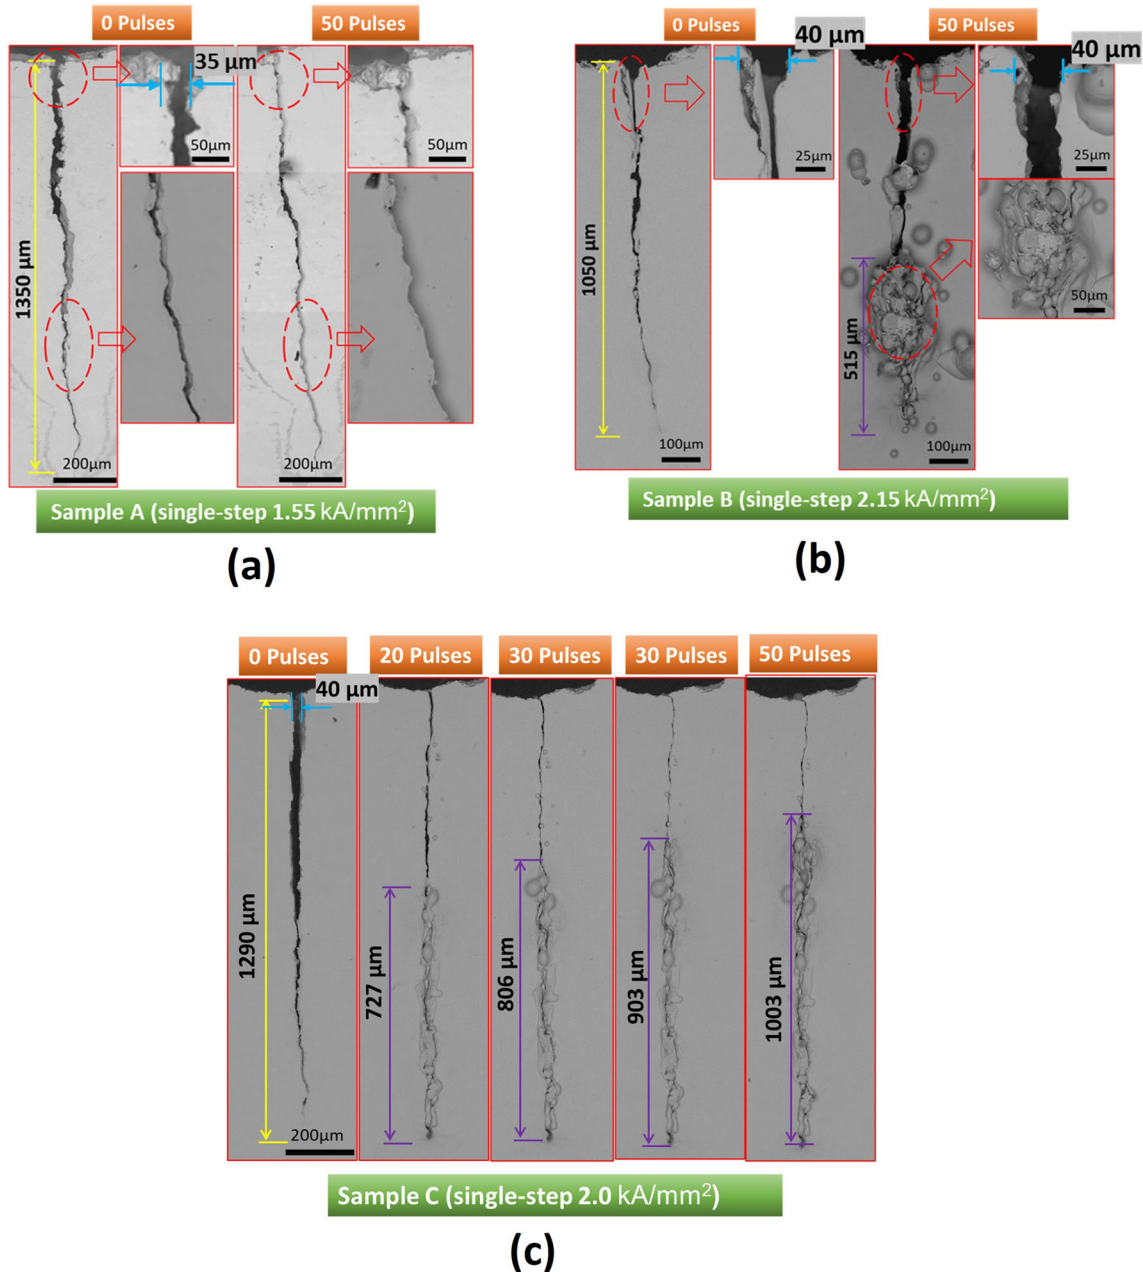 0 Pulses
50 Pulses
35 µm
50µm
50µm
1350 µm
200µm
200µm
Sample A (single-step 1.55 kA/mm²)
(a)
0 Pulses
50 Pulses
40 µm
40 µm
25µm
25µm
1050 µm
515 µm
50µm
100µm
100µm
Sample B (single-step 2.15 kA/mm²)
(b)
0 Pulses
20 Pulses
30 Pulses
30 Pulses
50 Pulses
40 µm
1290 µm
727 µm
806 µm
903 µm
1003 µm
200µm
Sample C (single-step 2.0 kA/mm²)
(c)